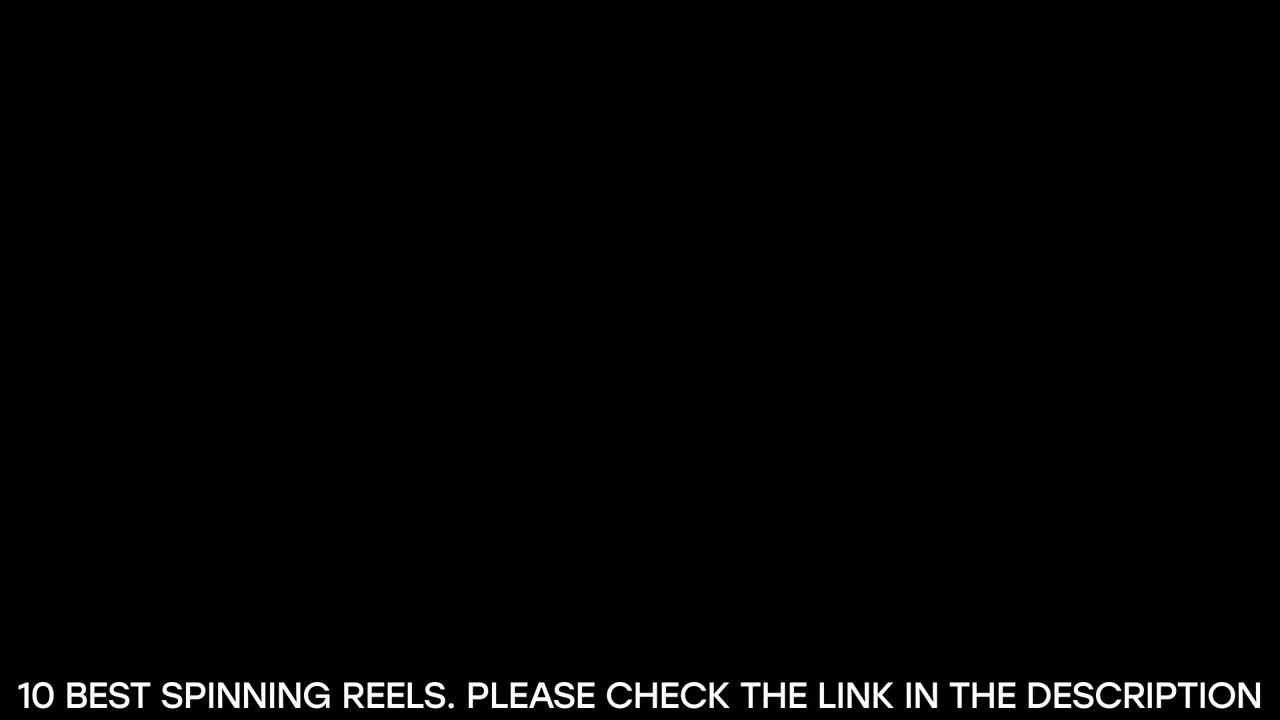 10 BEST SPINNING REELS. PLEASE CHECK THE LINK IN THE DESCRIPTION